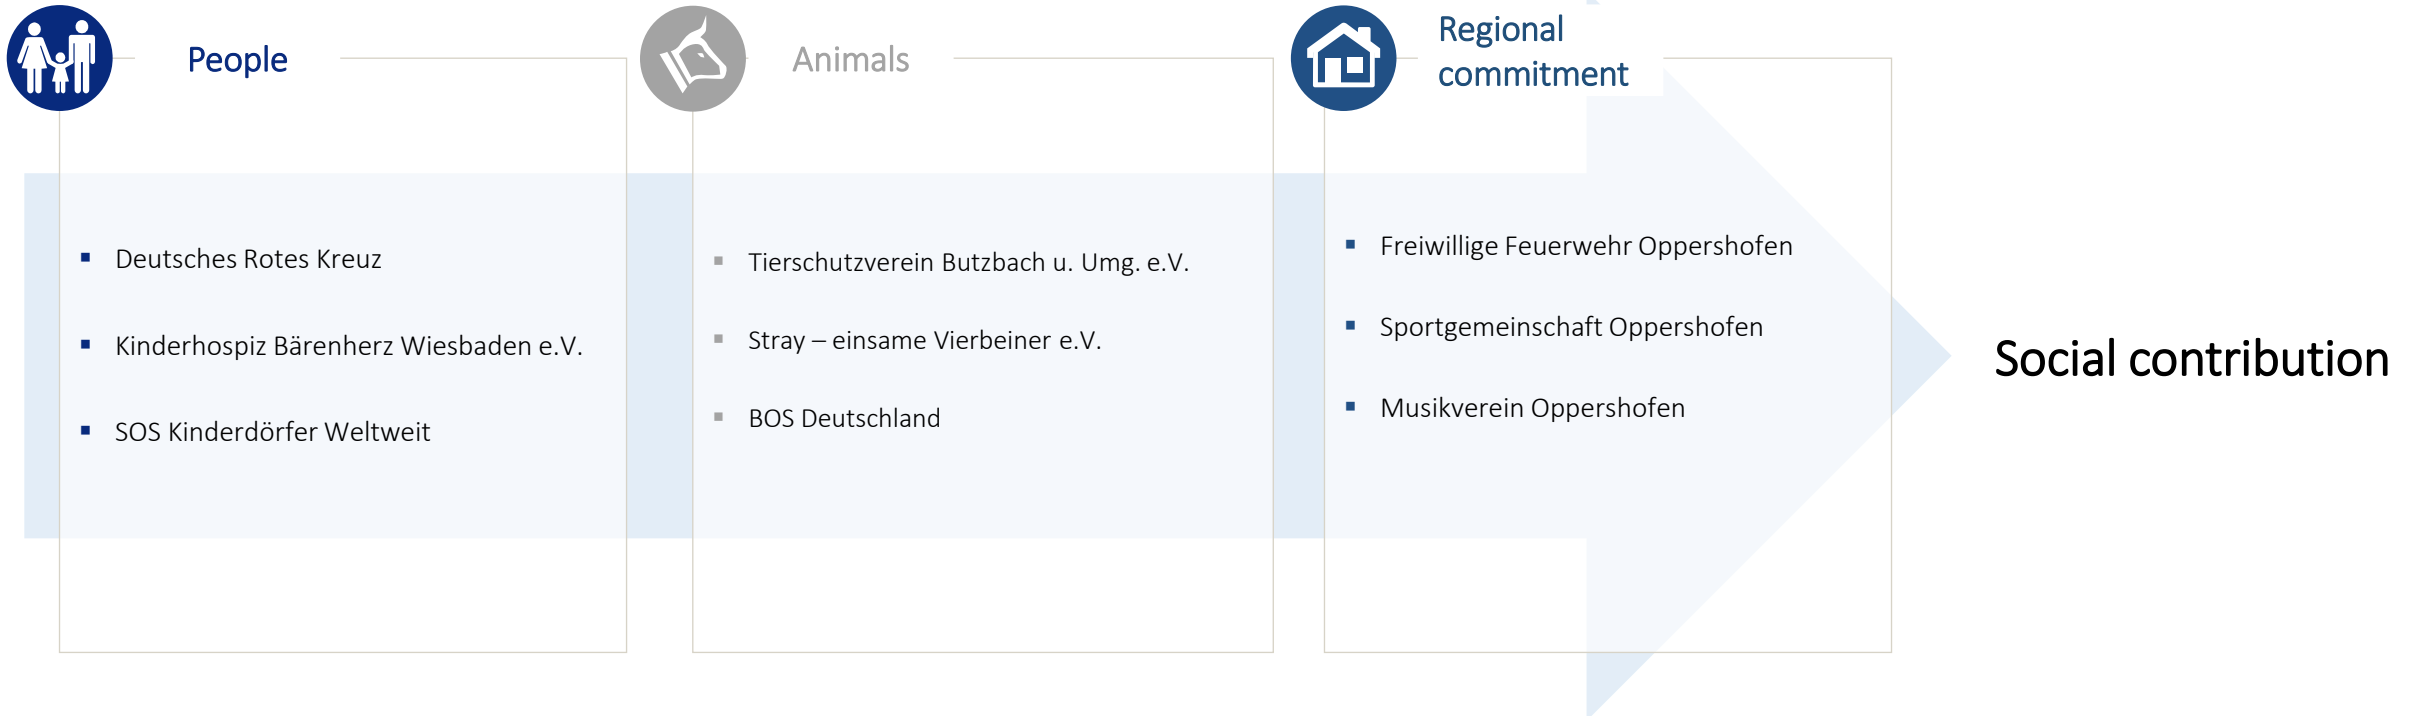 People
Deutsches Rotes Kreuz
Kinderhospiz Bärenherz Wiesbaden e.V.
SOS Kinderdörfer Weltweit
Animals
Tierschutzverein Butzbach u. Umg. e.V.
Stray – einsame Vierbeiner e.V.
BOS Deutschland
Regional
commitment
Freiwillige Feuerwehr Oppershofen
Sportgemeinschaft Oppershofen
Musikverein Oppershofen
Social contribution